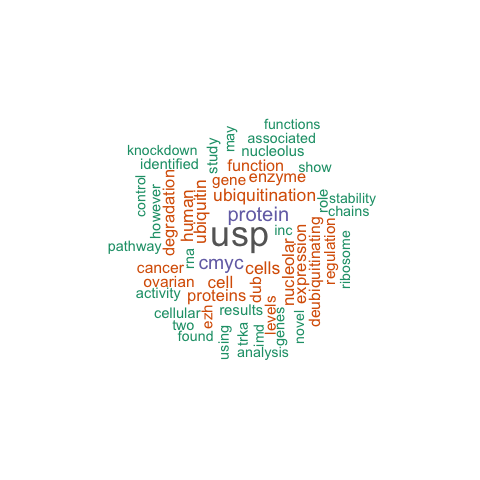 functions
associated
may
nucleolus
knockdown
study
identified
function
show
enzyme
gene
control
degradation
ubiquitin
human
ubiquitination
role
stability
chains
however
protein
inc
usp
pathway
rna
cmyc
cells
nucleolar
expression
deubiquitinating
regulation
ribosome
cancer
ovarian
cell
dub
activity
proteins
levels
cellular
ezh
results
genes
novel
two
found
using
trka
imd
analysis